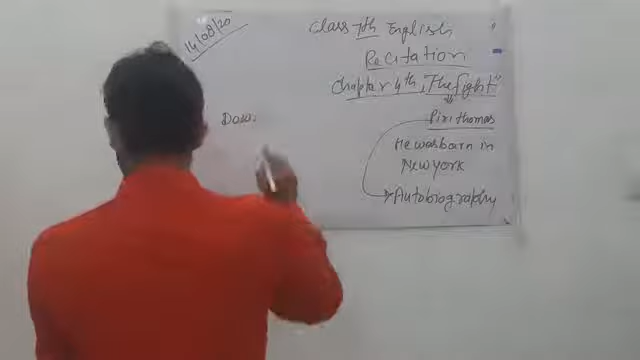 14/08/20
Class 7th English "
Recitation
Chapter 4th "The fight"
Piri thomas
He was born in
New york
Autobiography